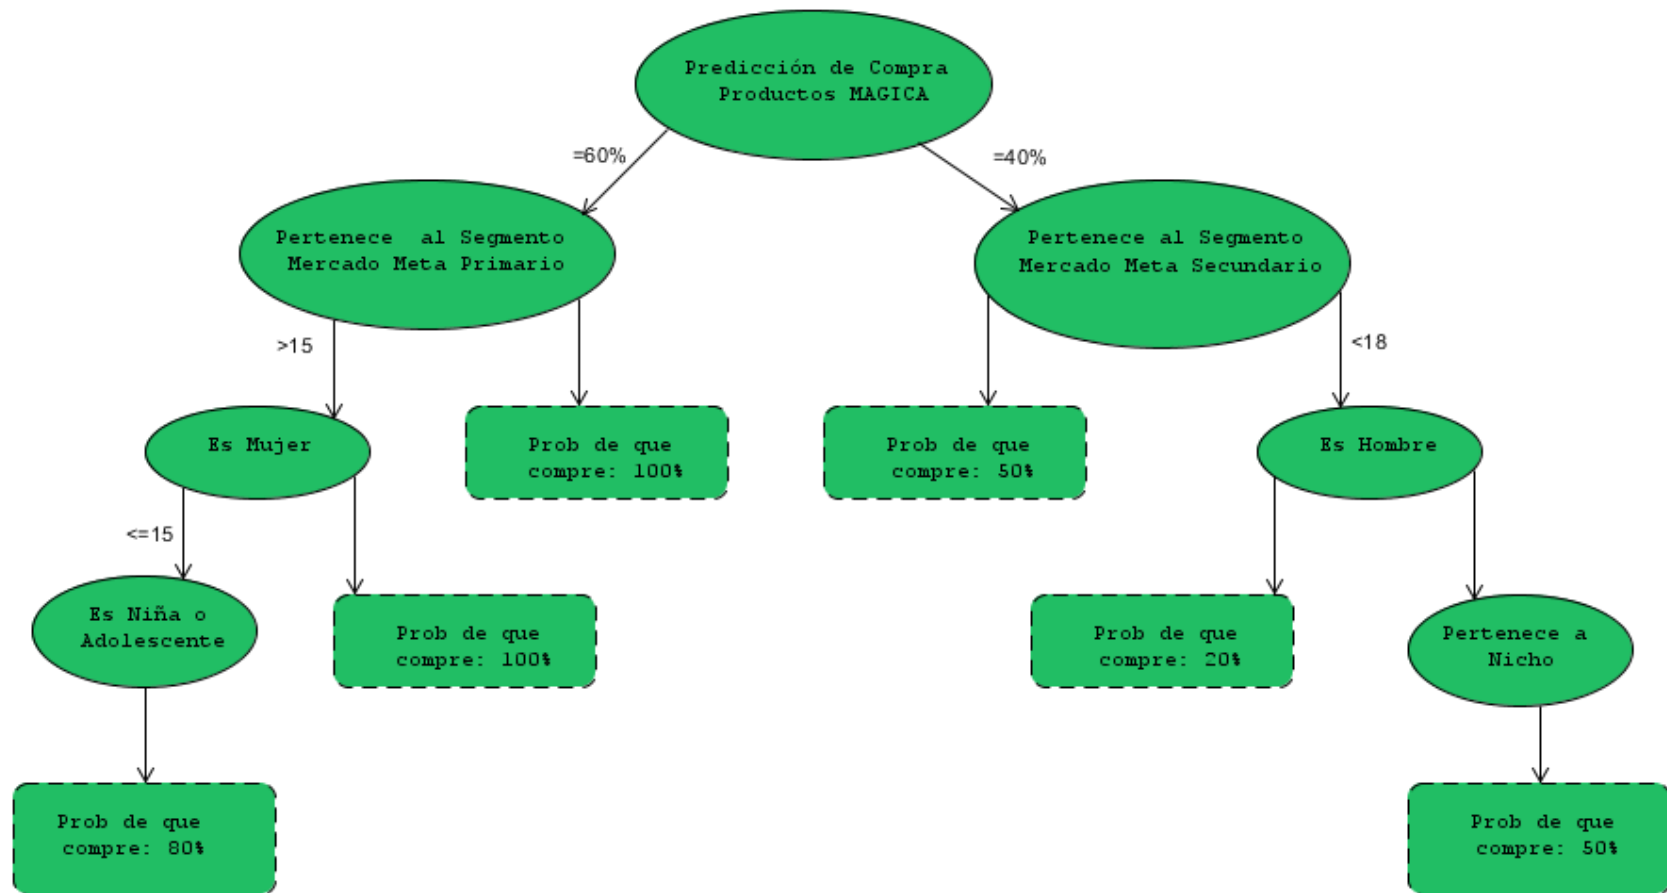 Predicción de Compra
Productos MAGICA
=60%
=40%
Pertenece al Segmento
Mercado Meta Primario
Pertenece al Segmento
Mercado Meta Secundario
>15
<18
Es Mujer
Prob de que
compre: 100%
Prob de que
compre: 50%
Es Hombre
<=15
Es Niña o
Adolescente
Prob de que
compre: 100%
Prob de que
compre: 20%
Pertenece a
Nicho
Prob de que
compre: 80%
Prob de que
compre: 50%